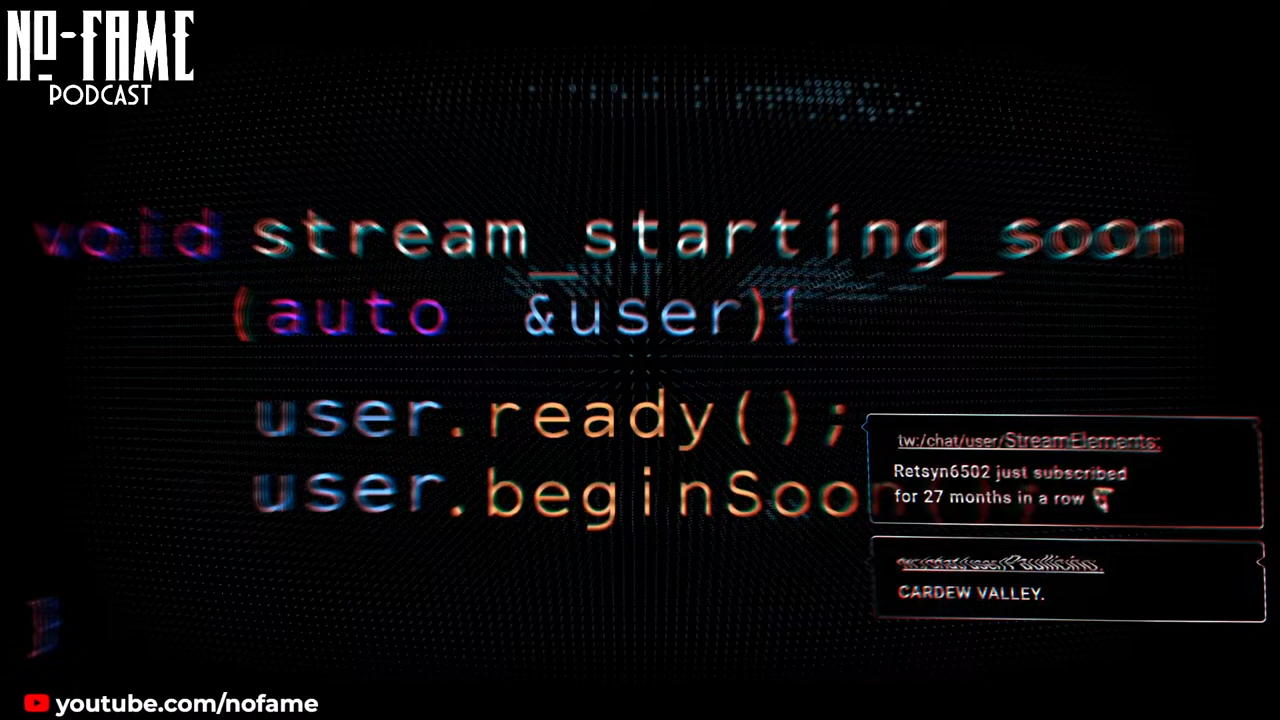 NO-FAME
PODCAST
void stream_starting_soon
(auto &user){
user.ready();
user.beginSoon());
}
tw:/chat/user/StreamElements:
Retsyn6502 just subscribed
for 27 months in a row
CARDEW VALLEY.
youtube.com/nofame